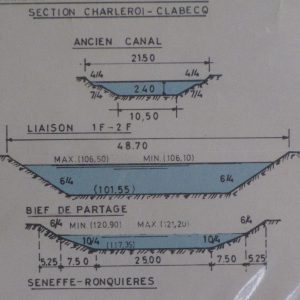 SECTION CHARLEROI-CLABECQ
ANCIEN CANAL
21.50
4/4 4/4
7/4 2.40 7/4
10,50
LIAISON 1F-2F
48.70
MAX. (106,50) MIN. (106,10)
6/4 (101,55) 6/4
BIEF DE PARTAGE
6/4 MIN. (120,90) MAX (121,20) 6/4
10/4 (117,35) 10/4
5,25 7.50 25.00 7.50 5.25
SENEFFE-RONQUIÈRES